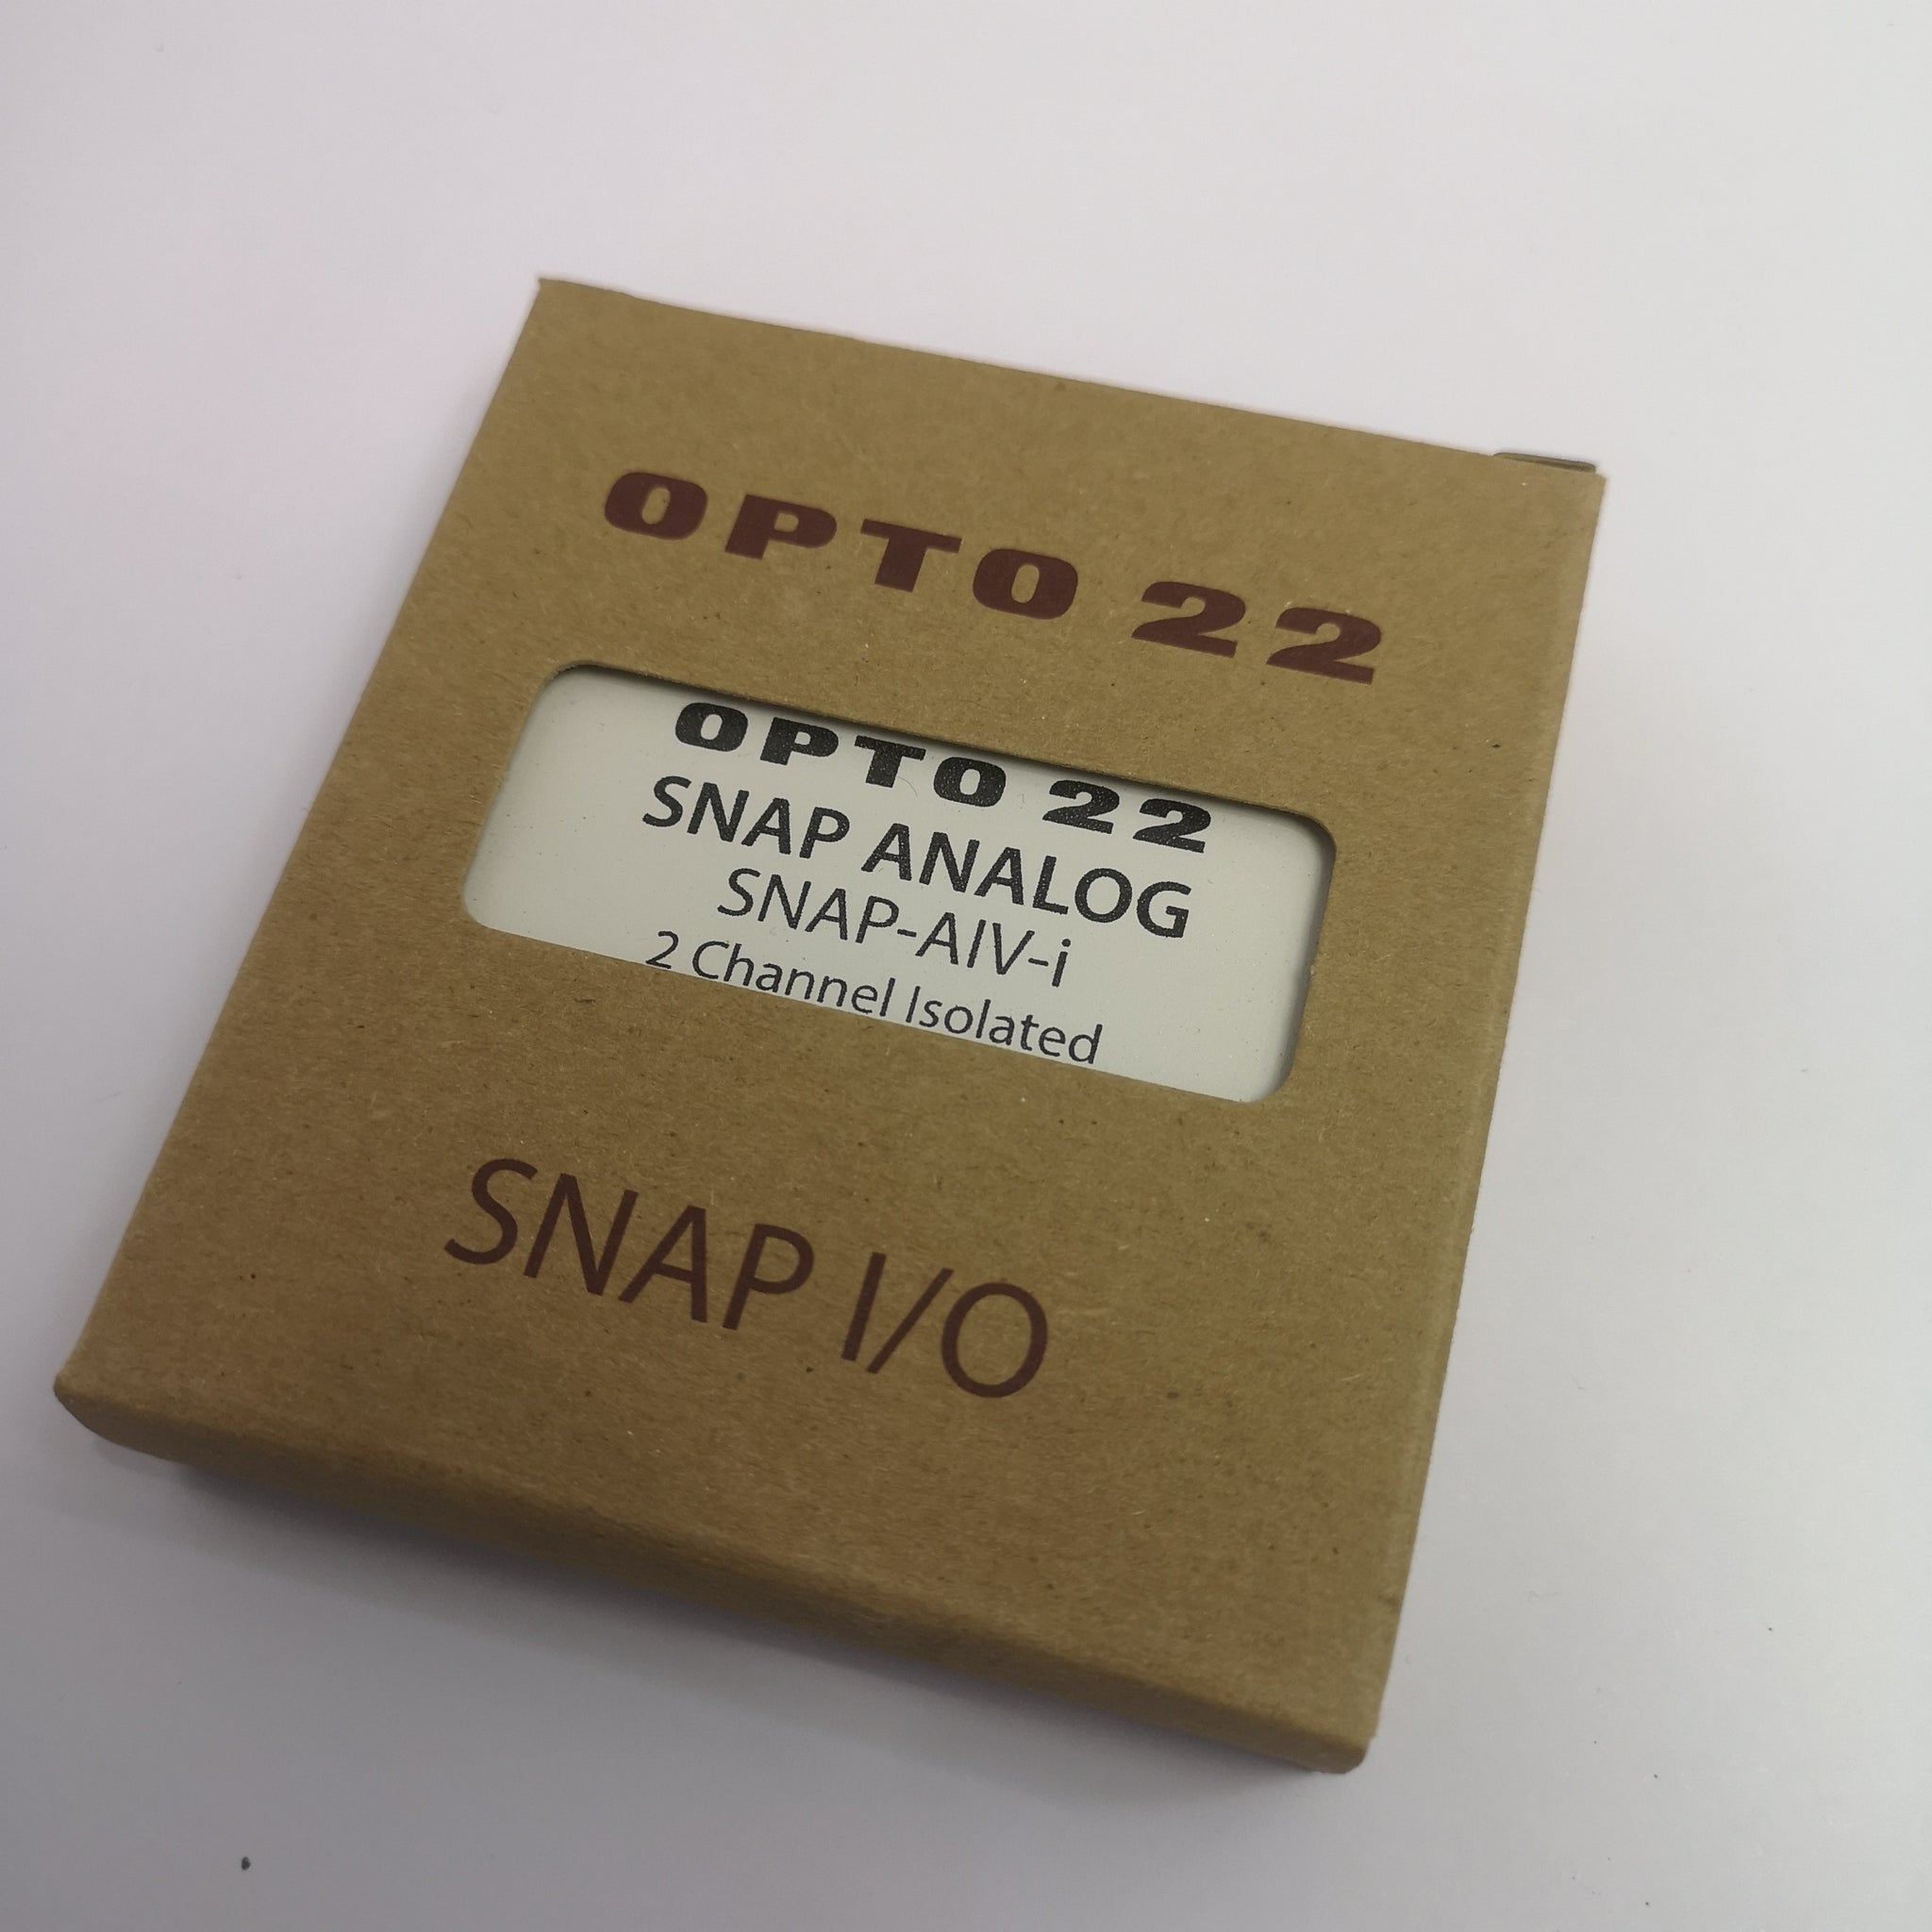 OPTO 22
OPTO 22
SNAP ANALOG
SNAP-AIV-i
2 Channel Isolated
SNAP I/O